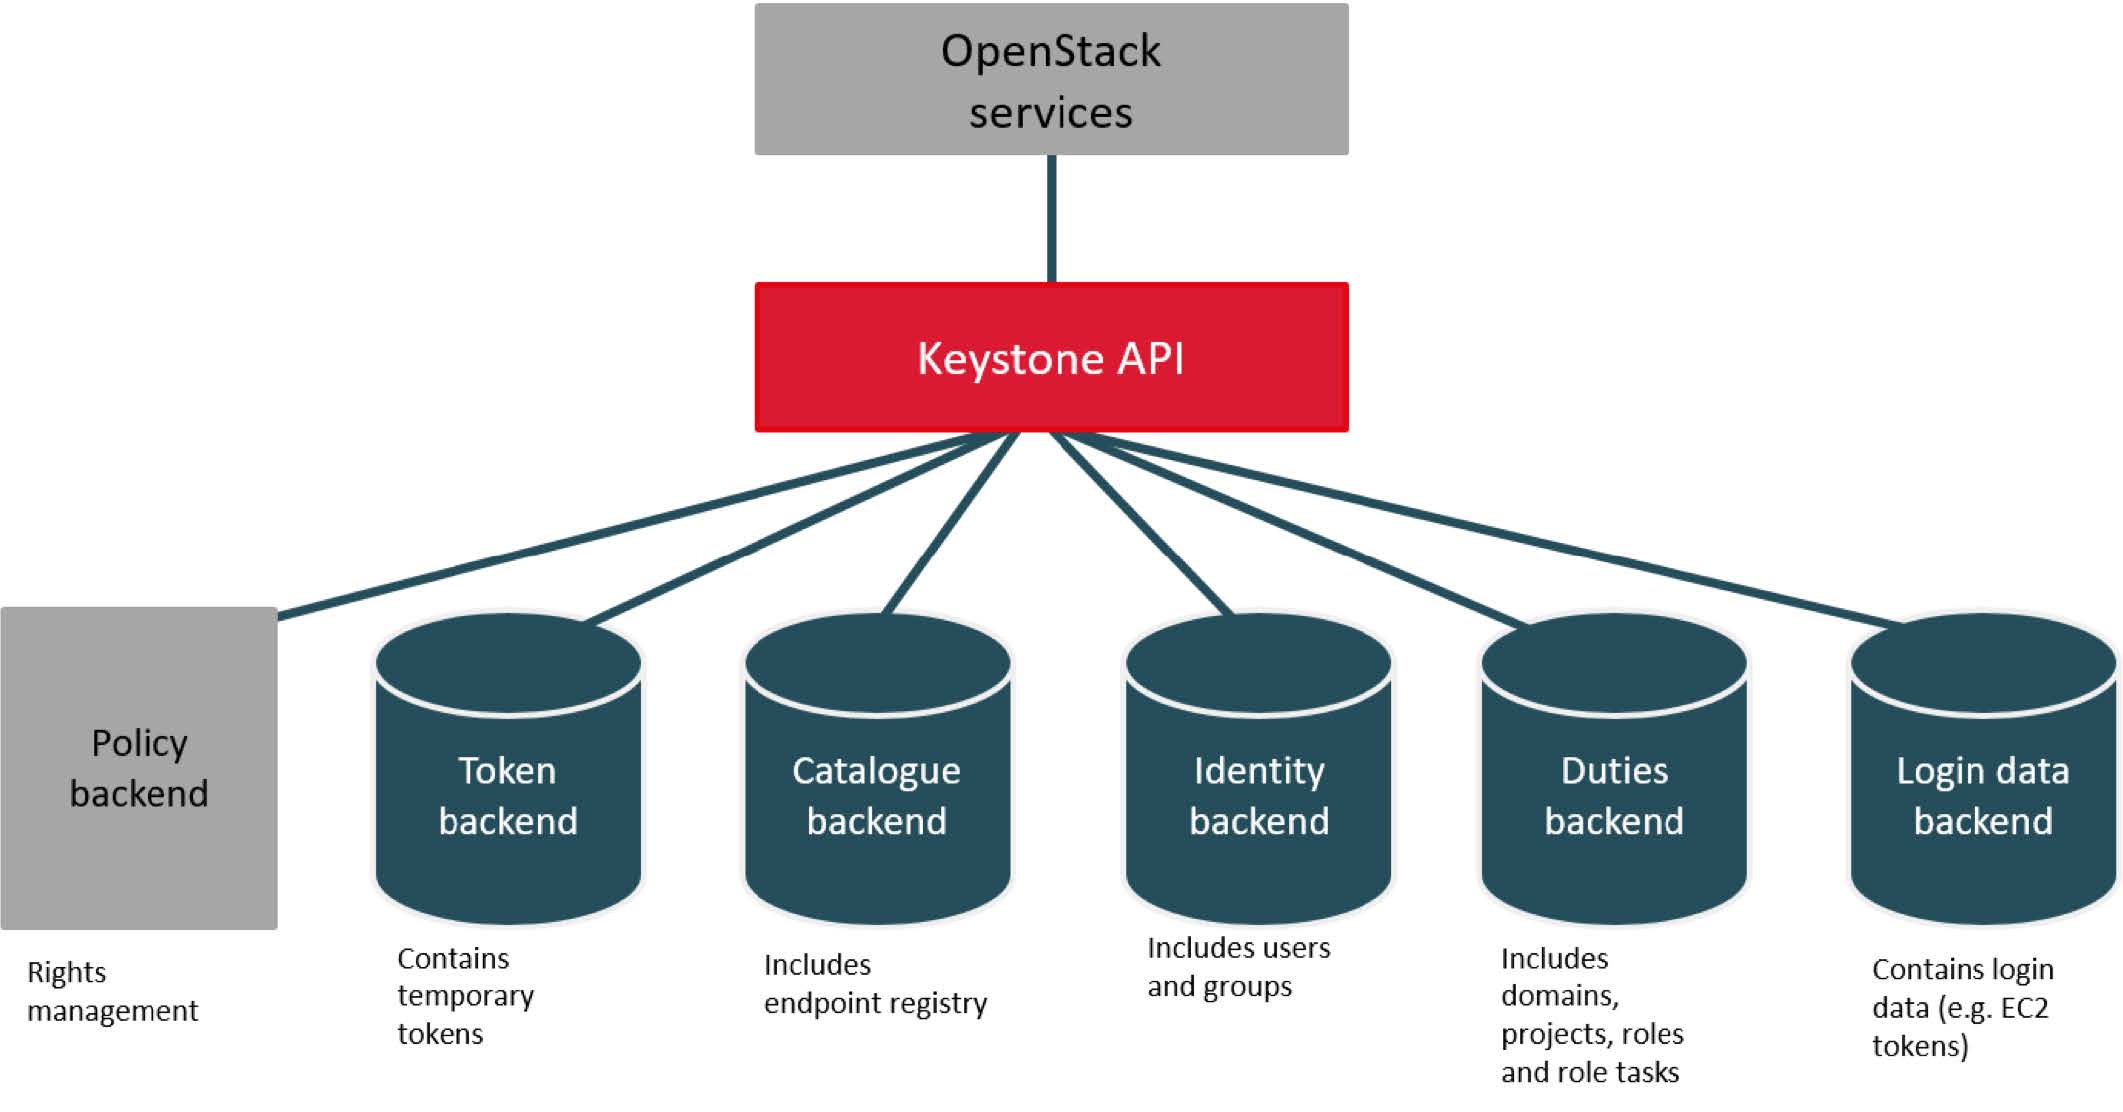 OpenStack
services
Keystone API
Policy
backend
Token
backend
Catalogue
backend
Identity
backend
Duties
backend
Login data
backend
Rights
management
Contains
temporary
tokens
Includes
endpoint registry
Includes users
and groups
Includes
domains,
projects, roles
and role tasks
Contains login
data (e.g. EC2
tokens)